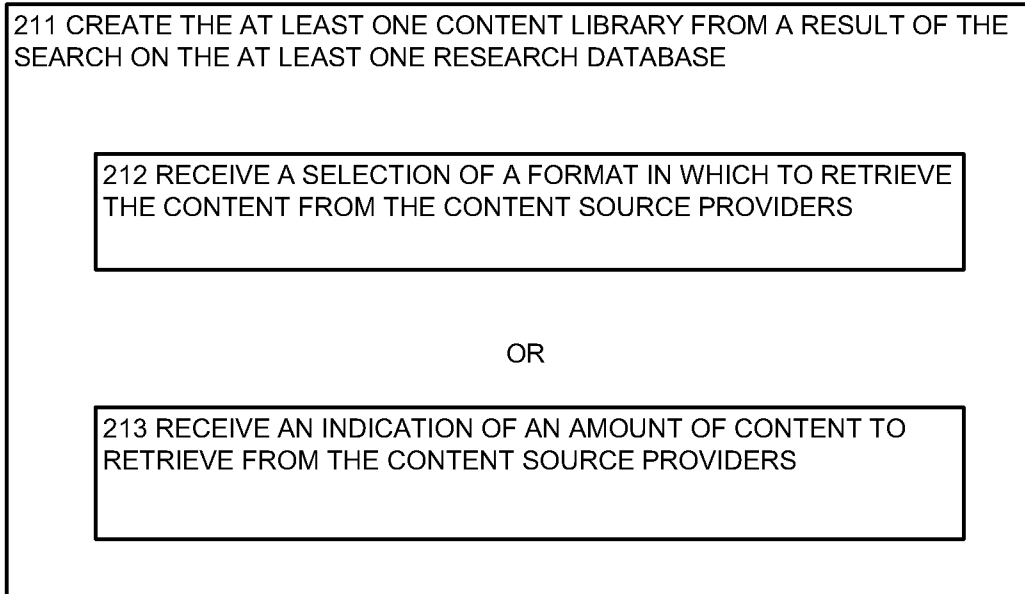 211 CREATE THE AT LEAST ONE CONTENT LIBRARY FROM A RESULT OF THE
SEARCH ON THE AT LEAST ONE RESEARCH DATABASE
212 RECEIVE A SELECTION OF A FORMAT IN WHICH TO RETRIEVE
THE CONTENT FROM THE CONTENT SOURCE PROVIDERS
OR
213 RECEIVE AN INDICATION OF AN AMOUNT OF CONTENT TO
RETRIEVE FROM THE CONTENT SOURCE PROVIDERS